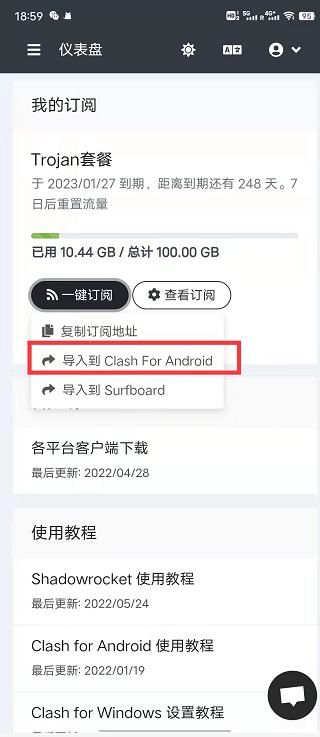 18:59
仪表盘
我的订阅
Trojan套餐
于 2023/01/27 到期，距离到期还有 248 天。7
日后重置流量
已用 10.44 GB / 总计 100.00 GB
一键订阅 查看订阅
复制订阅地址
导入到 Clash For Android
导入到 Surfboard
各平台客户端下载
最后更新: 2022/04/28
使用教程
Shadowrocket 使用教程
最后更新: 2022/05/24
Clash for Android 使用教程
最后更新: 2022/01/19
Clash for Windows 设置教程